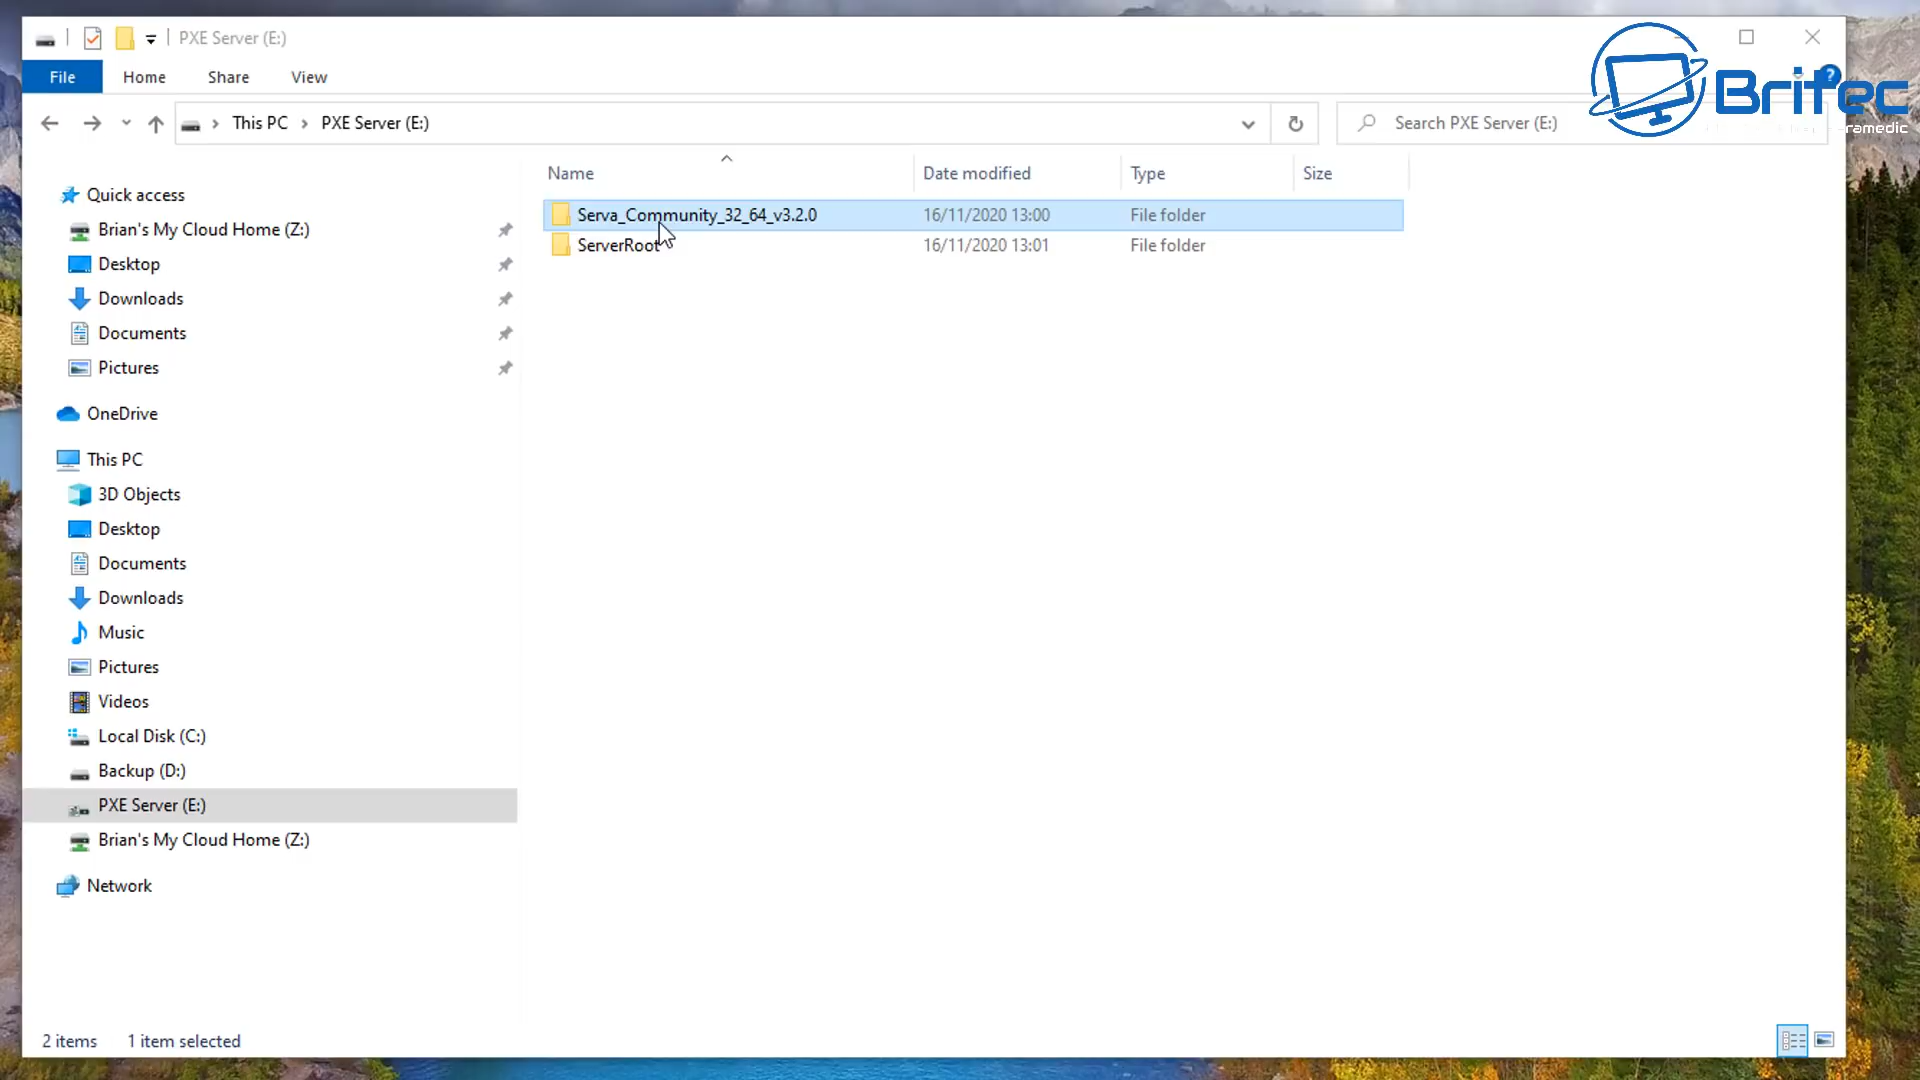 PXE Server (E:)
File Home Share View
This PC PXE Server (E:)
Search PXE Server (E:)
Britec
Name Date modified Type Size
Serva_Community_32_64_v3.2.0 16/11/2020 13:00 File folder
ServerRoot 16/11/2020 13:01 File folder
Quick access
Brian's My Cloud Home (Z:)
Desktop
Downloads
Documents
Pictures
OneDrive
This PC
3D Objects
Desktop
Documents
Downloads
Music
Pictures
Videos
Local Disk (C:)
Backup (D:)
PXE Server (E:)
Brian's My Cloud Home (Z:)
Network
2 items 1 item selected